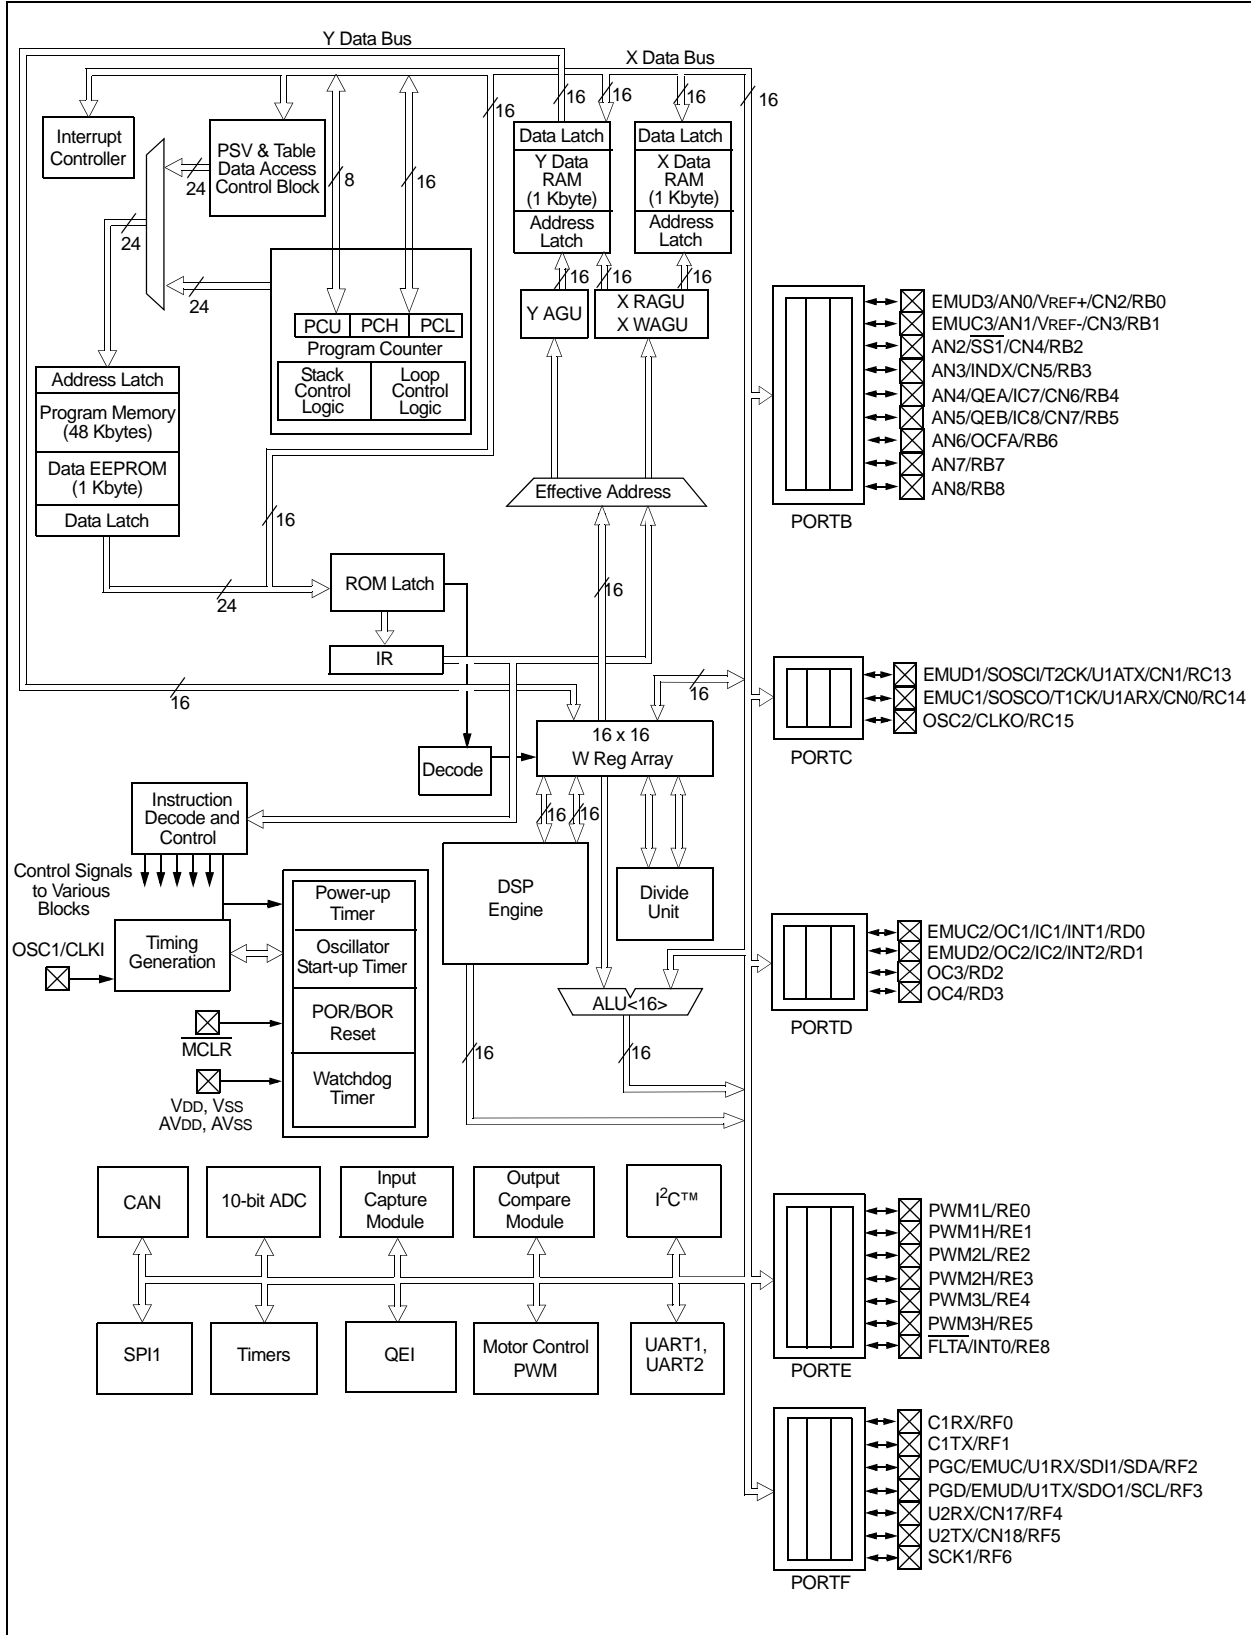 Y Data Bus
X Data Bus
16
16
16
16
16
Interrupt
Controller
PSV & Table
Data Access
Control Block
24
8
16
Data Latch
Y Data
RAM
(1 Kbyte)
Address
Latch
Data Latch
X Data
RAM
(1 Kbyte)
Address
Latch
24
24
16
16
16
Y AGU
X RAGU
X WAGU
PCU
PCH
PCL
Program Counter
Stack
Control
Logic
Loop
Control
Logic
Address Latch
Program Memory
(48 Kbytes)
Data EEPROM
(1 Kbyte)
Data Latch
Effective Address
16
24
ROM Latch
16
IR
16
16
16 x 16
W Reg Array
Decode
Instruction
Decode and
Control
16
16
Control Signals
to Various
Blocks
OSC1/CLKI
Timing
Generation
Power-up
Timer
Oscillator
Start-up Timer
POR/BOR
Reset
Watchdog
Timer
MCLR
VDD, VSS
AVDD, AVSS
DSP
Engine
Divide
Unit
ALU<16>
16
16
CAN
10-bit ADC
Input
Capture
Module
Output
Compare
Module
I2C™
SPI1
Timers
QEI
Motor Control
PWM
UART1,
UART2
EMUD3/AN0/VREF+/CN2/RB0
EMUC3/AN1/VREF-/CN3/RB1
AN2/SS1/CN4/RB2
AN3/INDX/CN5/RB3
AN4/QEA/IC7/CN6/RB4
AN5/QEB/IC8/CN7/RB5
AN6/OCFA/RB6
AN7/RB7
AN8/RB8
PORTB
EMUD1/SOSCI/T2CK/U1ATX/CN1/RC13
EMUC1/SOSCO/T1CK/U1ARX/CN0/RC14
OSC2/CLKO/RC15
PORTC
EMUC2/OC1/IC1/INT1/RD0
EMUD2/OC2/IC2/INT2/RD1
OC3/RD2
OC4/RD3
PORTD
PWM1L/RE0
PWM1H/RE1
PWM2L/RE2
PWM2H/RE3
PWM3L/RE4
PWM3H/RE5
FLTA/INT0/RE8
PORTE
C1RX/RF0
C1TX/RF1
PGC/EMUC/U1RX/SDI1/SDA/RF2
PGD/EMUD/U1TX/SDO1/SCL/RF3
U2RX/CN17/RF4
U2TX/CN18/RF5
SCK1/RF6
PORTF